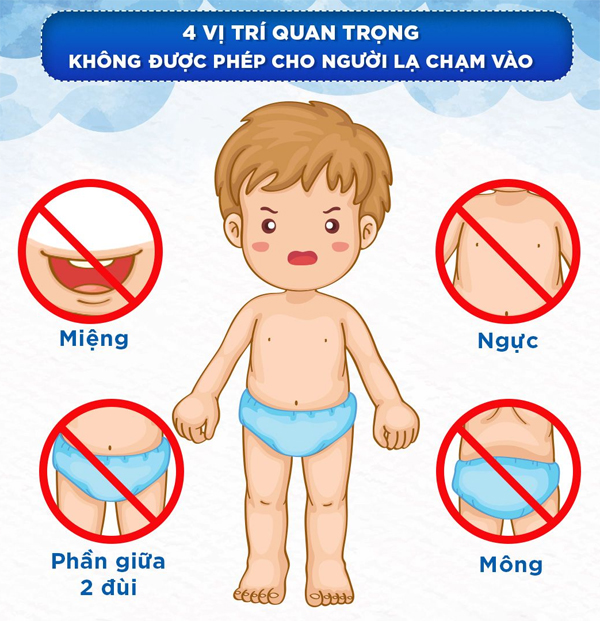 4 VỊ TRÍ QUAN TRỌNG
KHÔNG ĐƯỢC PHÉP CHO NGƯỜI LẠ CHẠM VÀO
Miệng
Ngực
Phần giữa
2 đùi
Mông